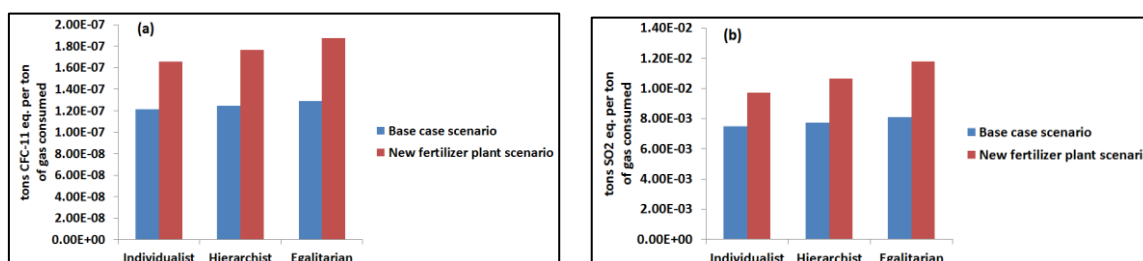 (a)
tons CFC-11 eq. per ton
of gas consumed
2.00E-07
1.80E-07
1.60E-07
1.40E-07
1.20E-07
1.00E-07
8.00E-08
6.00E-08
4.00E-08
2.00E-08
0.00E+00
Individualist Hierarchist Egalitarian
Base case scenario
New fertilizer plant scenario
(b)
tons SO2 eq. per ton
of gas consumed
1.40E-02
1.20E-02
1.00E-02
8.00E-03
6.00E-03
4.00E-03
2.00E-03
0.00E+00
Individualist Hierarchist Egalitarian
Base case scenario
New fertilizer plant scenari